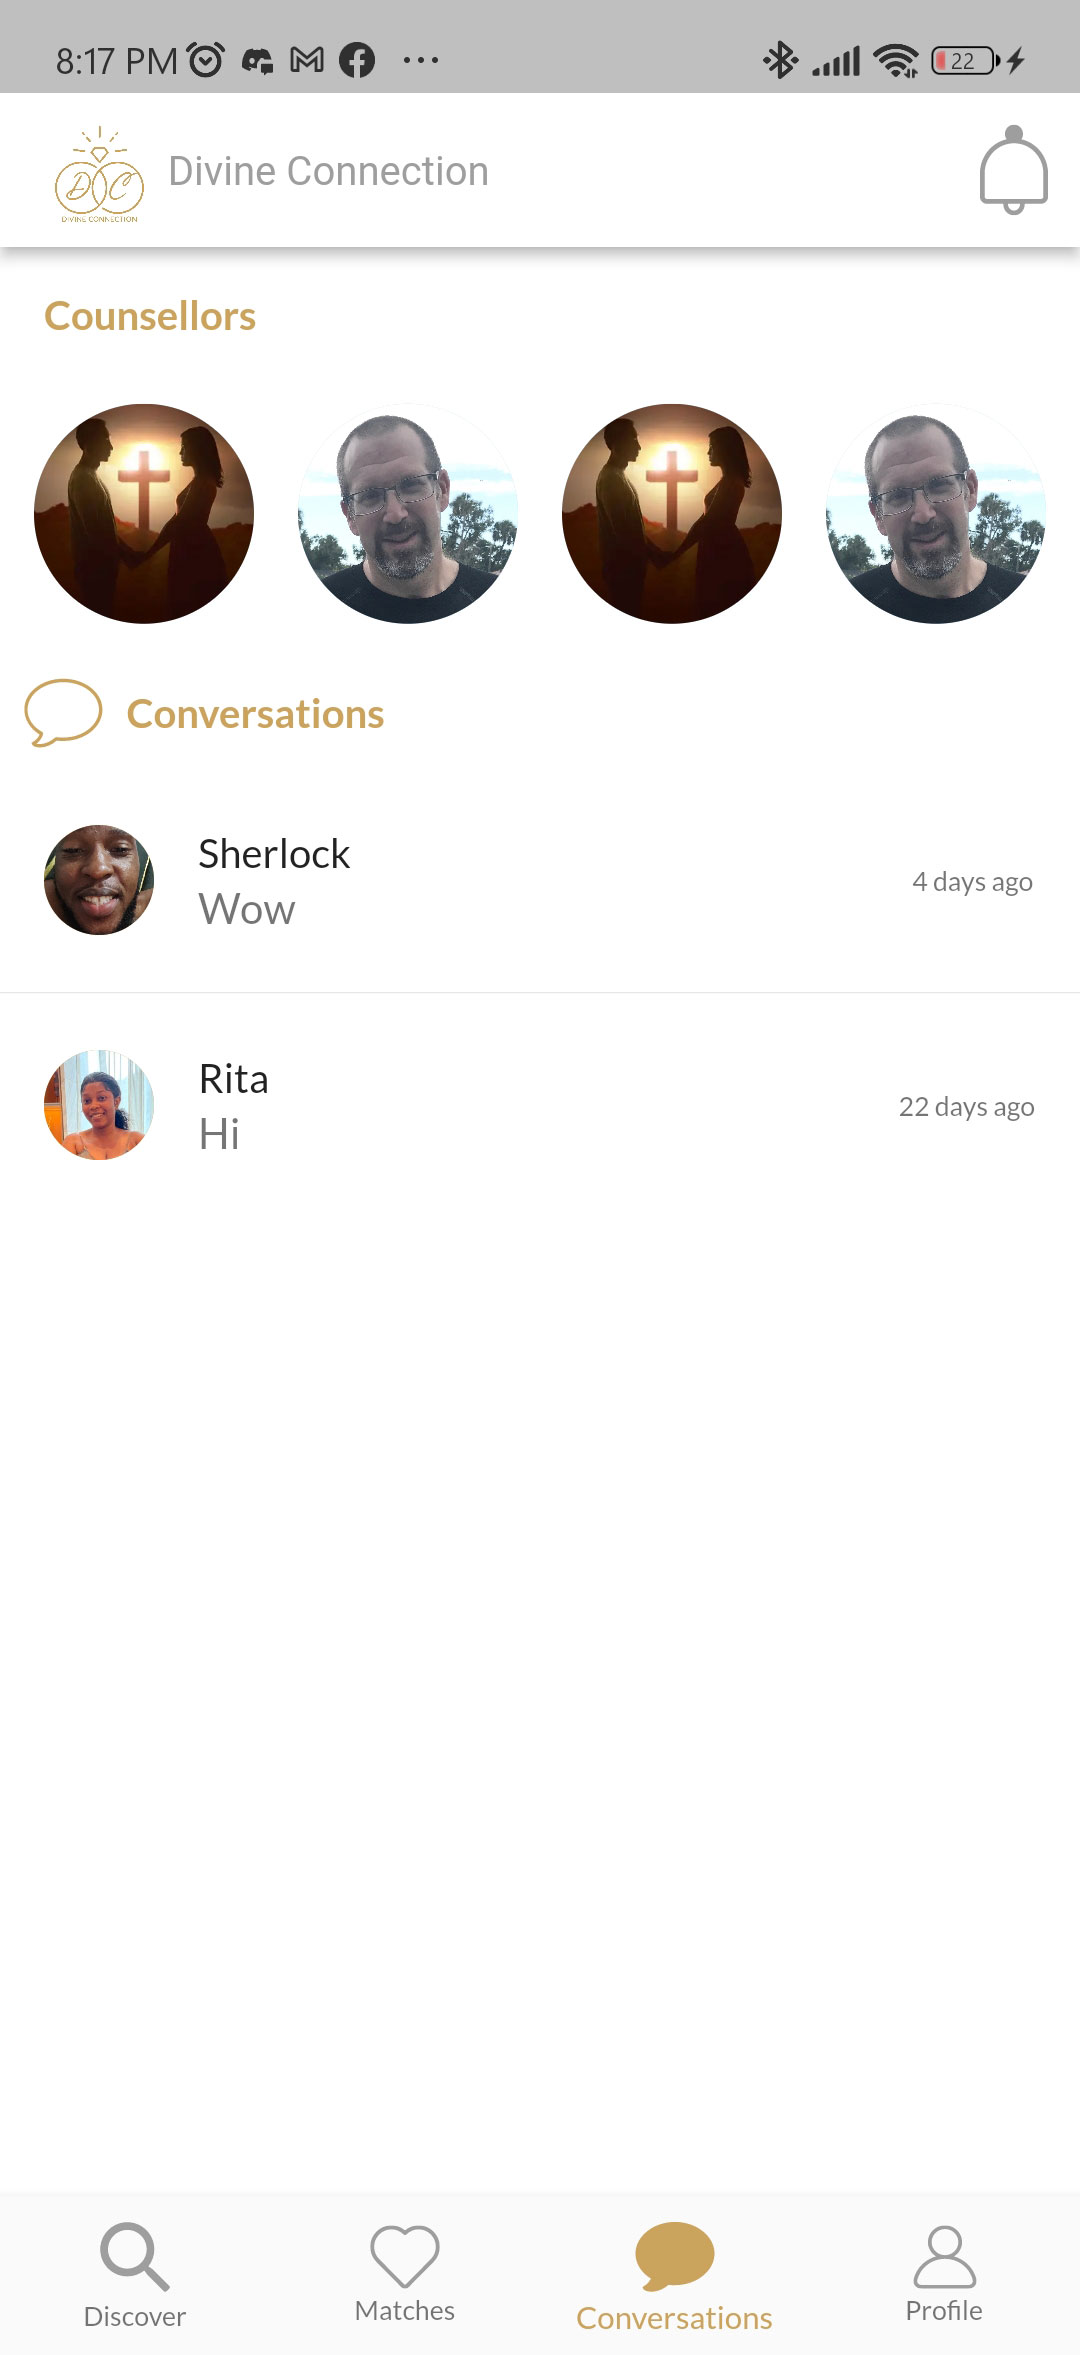 8:17 PM
22
D C
DIVINE CONNECTION
Divine Connection
Counsellors
Conversations
Sherlock
Wow
4 days ago
Rita
Hi
22 days ago
Discover
Matches
Conversations
Profile